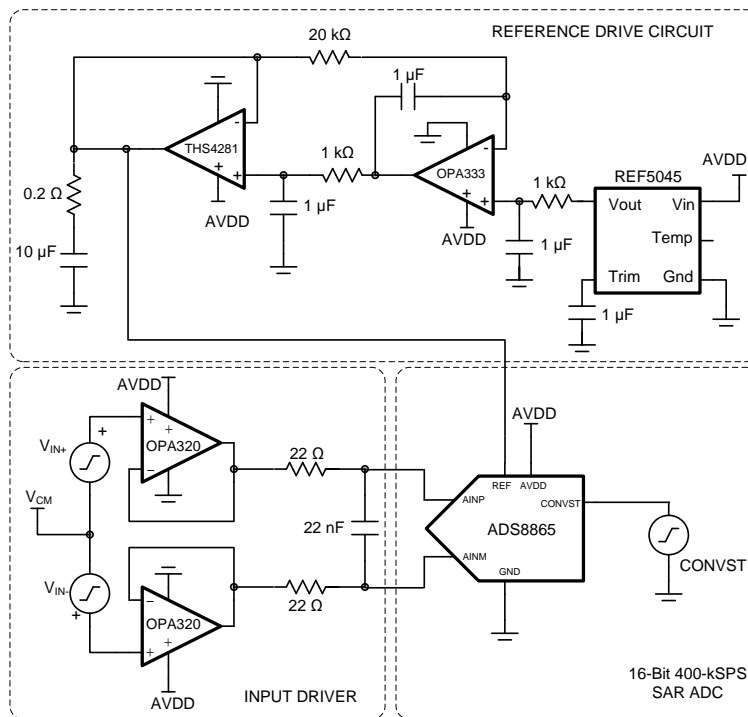 REFERENCE DRIVE CIRCUIT
20 kΩ
1 µF
THS4281
-
+
+
AVDD
1 kΩ
1 µF
OPA333
-
+
+
AVDD
1 kΩ
1 µF
REF5045
AVDD
Vout
Vin
Temp
Trim
Gnd
1 µF
0.2 Ω
10 µF
AVDD
VIN+
+
+
+
−
OPA320
22 Ω
VCM
22 nF
VIN-
+
−
+
+
OPA320
22 Ω
AVDD
INPUT DRIVER
AVDD
REF
AVDD
CONVST
AINP
ADS8865
AINM
GND
CONVST
16-Bit 400-kSPS
SAR ADC